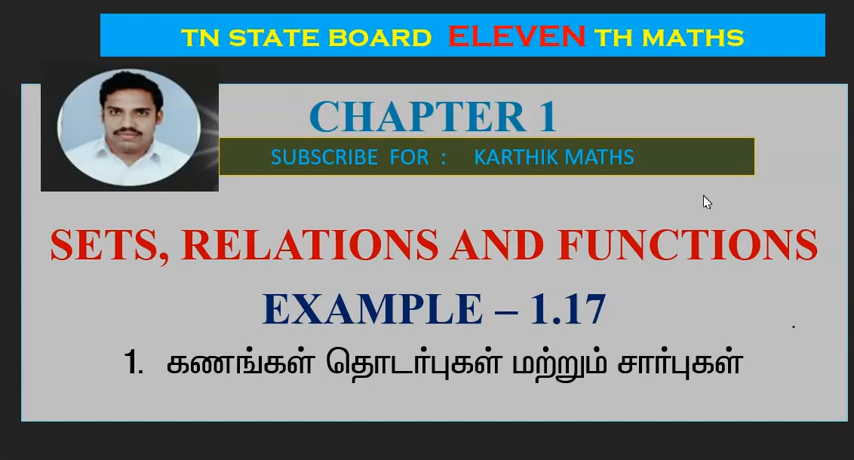 TN STATE BOARD ELEVEN TH MATHS
CHAPTER 1
SUBSCRIBE FOR : KARTHIK MATHS
SETS, RELATIONS AND FUNCTIONS
EXAMPLE – 1.17
1. கணங்கள் தொடர்புகள் மற்றும் சார்புகள்